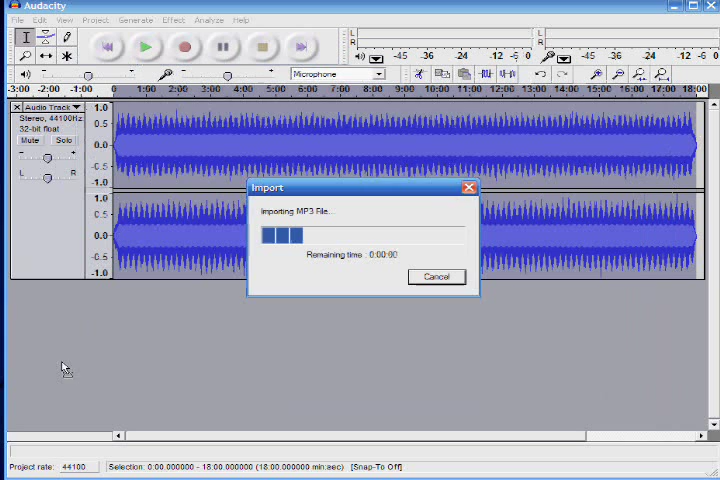 Audacity
File Edit View Project Generate Effect Analyze Help
L
R
-45 -36 -24 -12 -6 0
L
R
-45 -36 -24 -12 -6 0
Microphone
-3:00 -2:00 -1:00 0 1:00 2:00 3:00 4:00 5:00 6:00 7:00 8:00 9:00 10:00 11:00 12:00 13:00 14:00 15:00 16:00 17:00 18:00
Audio Track
Stereo, 44100Hz
32-bit float
Mute Solo
- +
L R
1.0
0.5
0.0
-0.5
-1.0
1.0
0.5
0.0
-0.5
-1.0
Import
Importing MP3 File...
Remaining time : 0:00:00
Cancel
Project rate: 44100 Selection: 0:00.000000 - 18:00.000000 (18:00.000000 min:sec) [Snap-To Off]